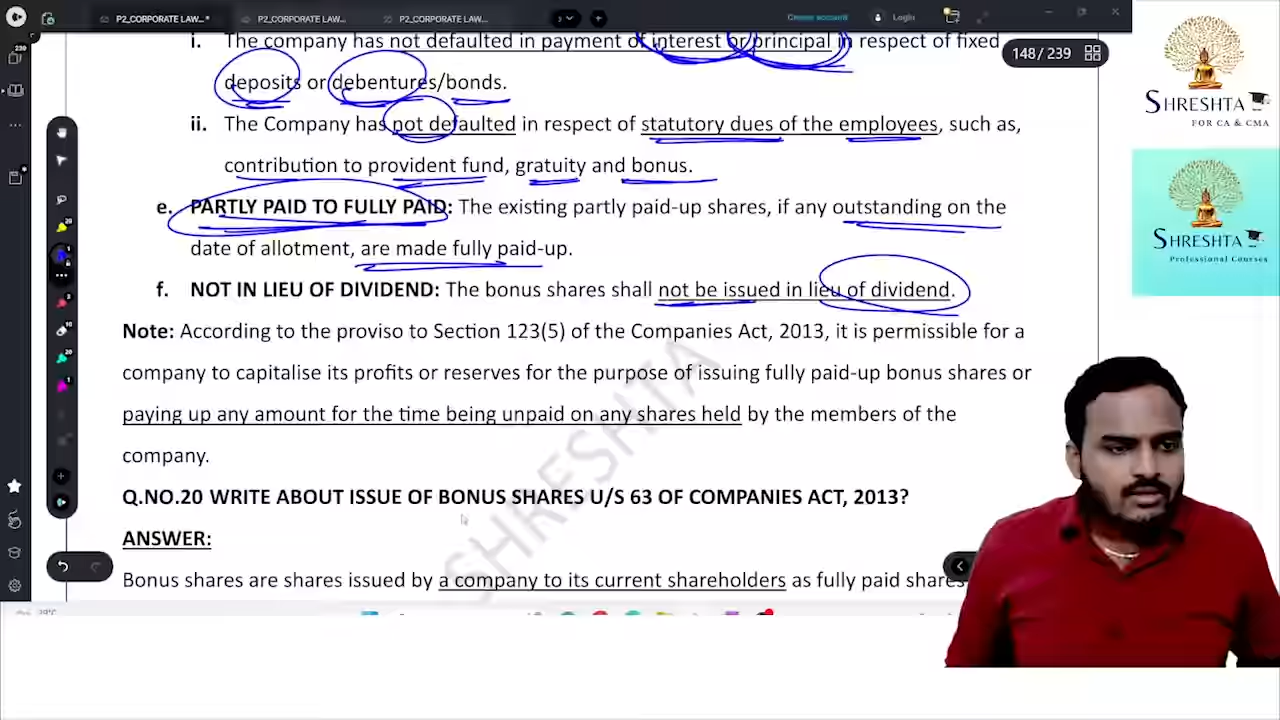 P2_CORPORATE LAW... *
P2_CORPORATE LAW...
P2_CORPORATE LAW...
Create account
Login
148/239
i. The company has not defaulted in payment of interest or principal in respect of fixed
deposits or debentures/bonds.
ii. The Company has not defaulted in respect of statutory dues of the employees, such as,
contribution to provident fund, gratuity and bonus.
e. PARTLY PAID TO FULLY PAID: The existing partly paid-up shares, if any outstanding on the
date of allotment, are made fully paid-up.
f. NOT IN LIEU OF DIVIDEND: The bonus shares shall not be issued in lieu of dividend.
Note: According to the proviso to Section 123(5) of the Companies Act, 2013, it is permissible for a
company to capitalise its profits or reserves for the purpose of issuing fully paid-up bonus shares or
paying up any amount for the time being unpaid on any shares held by the members of the
company.
Q.NO.20 WRITE ABOUT ISSUE OF BONUS SHARES U/S 63 OF COMPANIES ACT, 2013?
ANSWER:
Bonus shares are shares issued by a company to its current shareholders as fully paid shares
SHRESHTA
SHRESHTA
SHRESHTA
FOR CA & CMA
SHRESHTA
Professional Courses